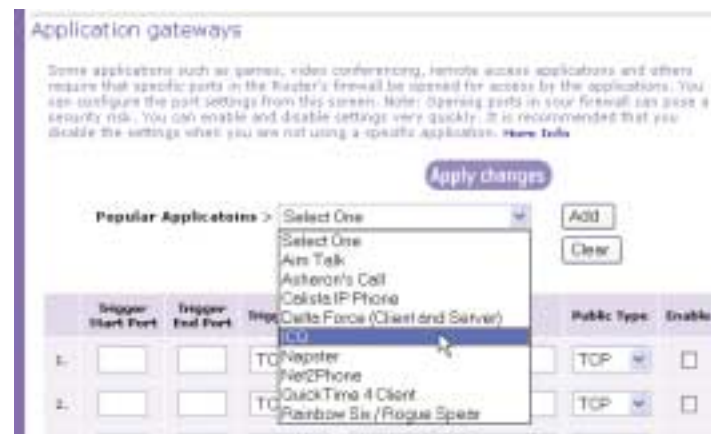 Application gateways
Some applications such as games, video conferencing, remote access applications and others
require that specific ports in the Router's firewall be opened for access by the applications. You
can configure the port settings from this screen. Note: Opening ports in your firewall can pose a
security risk. You can enable and disable settings very quickly. It is recommended that you
disable the settings when you are not using a specific application. More Info
Apply changes
Popular Applicatoins > Select One Add
Select One Clear
Aim Talk
Asheron's Call
Calista IP Phone
Delta Force (Client and Server)
Trigger Start Port Trigger End Port Public Type Enable
ICQ
Napster
1. TCP
Net2Phone
QuickTime 4 Client
2. TCP
Rainbow Six / Rogue Spear